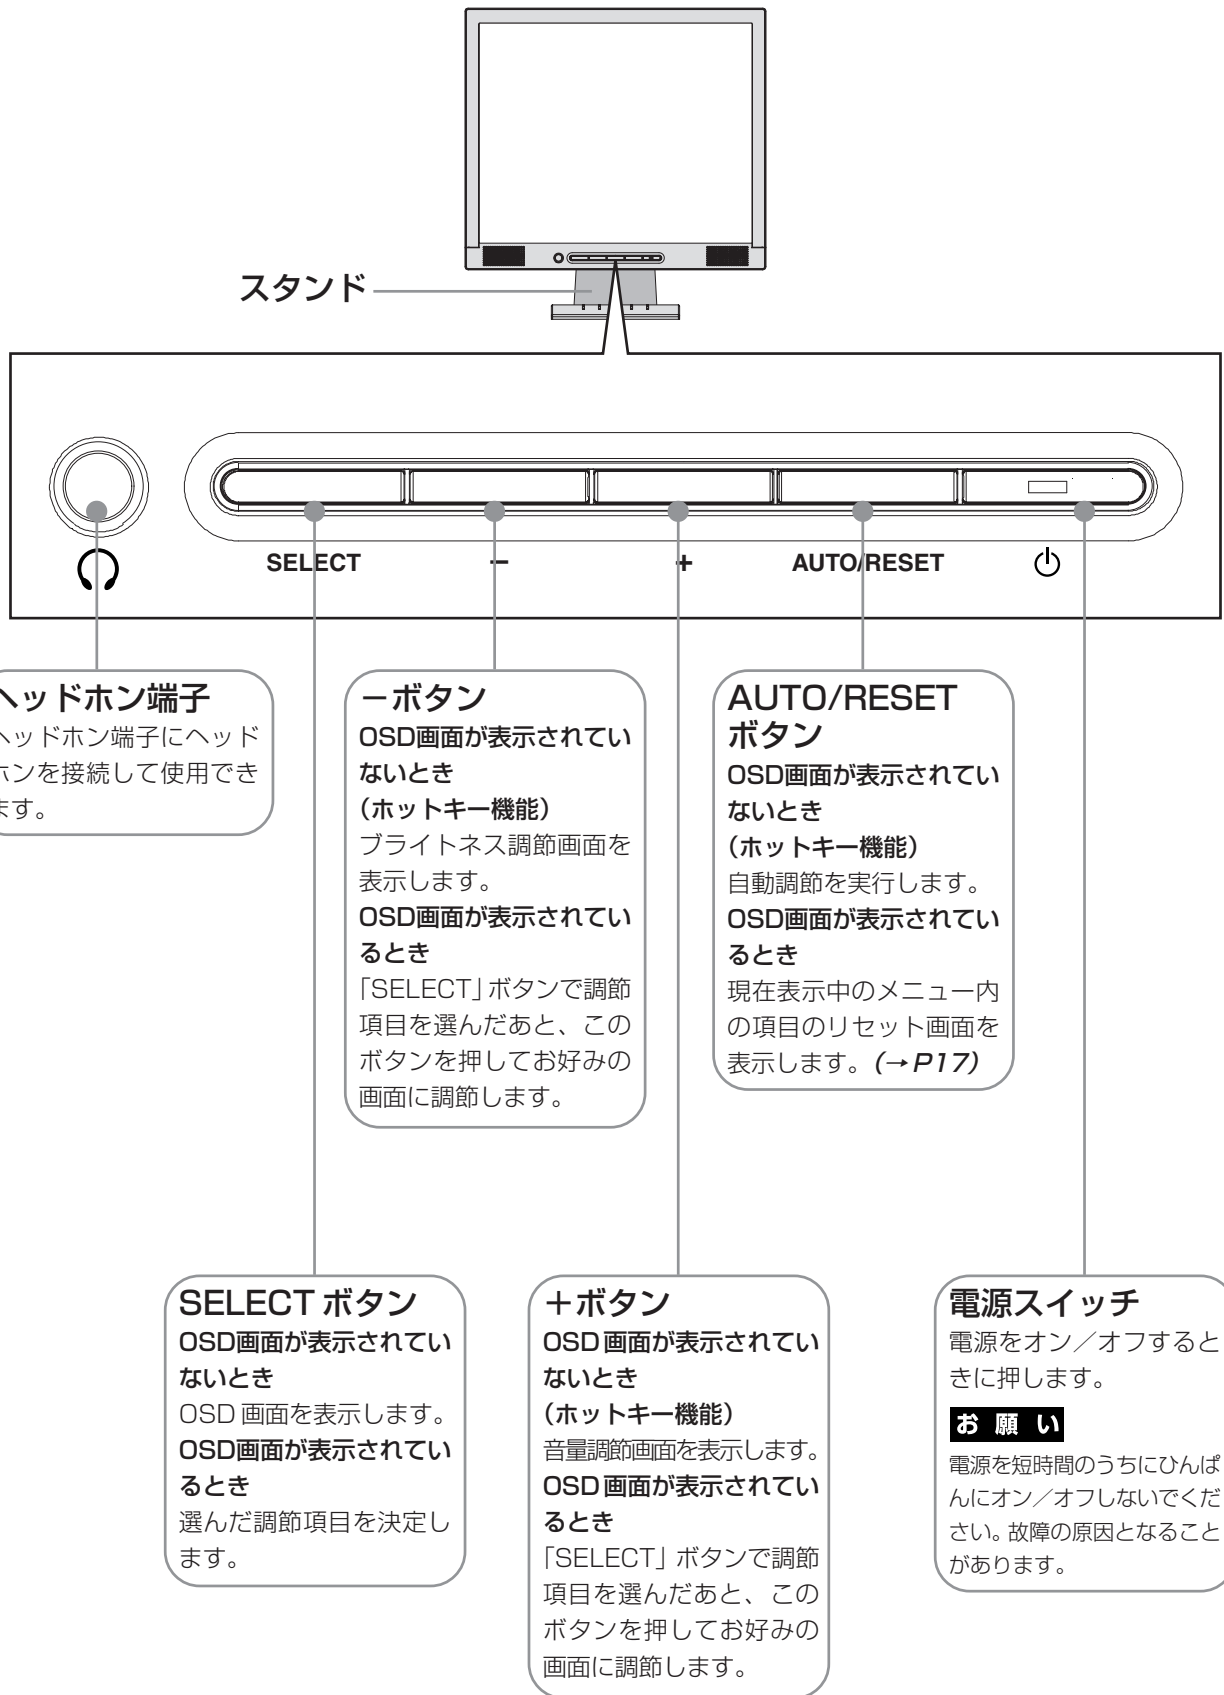 スタンド
SELECT
−
+
AUTO/RESET
ヘッドホン端子
ヘッドホン端子にヘッド
ホンを接続して使用でき
ます。
−ボタン
OSD画面が表示されてい
ないとき
(ホットキー機能)
ブライトネス調節画面を
表示します。
OSD画面が表示されてい
るとき
「SELECT」ボタンで調節
項目を選んだあと、この
ボタンを押してお好みの
画面に調節します。
AUTO/RESET
ボタン
OSD画面が表示されてい
ないとき
(ホットキー機能)
自動調節を実行します。
OSD画面が表示されてい
るとき
現在表示中のメニュー内
の項目のリセット画面を
表示します。(→P17)
SELECT ボタン
OSD画面が表示されてい
ないとき
OSD 画面を表示します。
OSD画面が表示されてい
るとき
選んだ調節項目を決定し
ます。
+ボタン
OSD 画面が表示されてい
ないとき
(ホットキー機能)
音量調節画面を表示します。
OSD 画面が表示されてい
るとき
「SELECT」ボタンで調節
項目を選んだあと、この
ボタンを押してお好みの
画面に調節します。
電源スイッチ
電源をオン／オフすると
きに押します。
お 願 い
電源を短時間のうちにひんぱ
んにオン／オフしないでくだ
さい。故障の原因となること
があります。